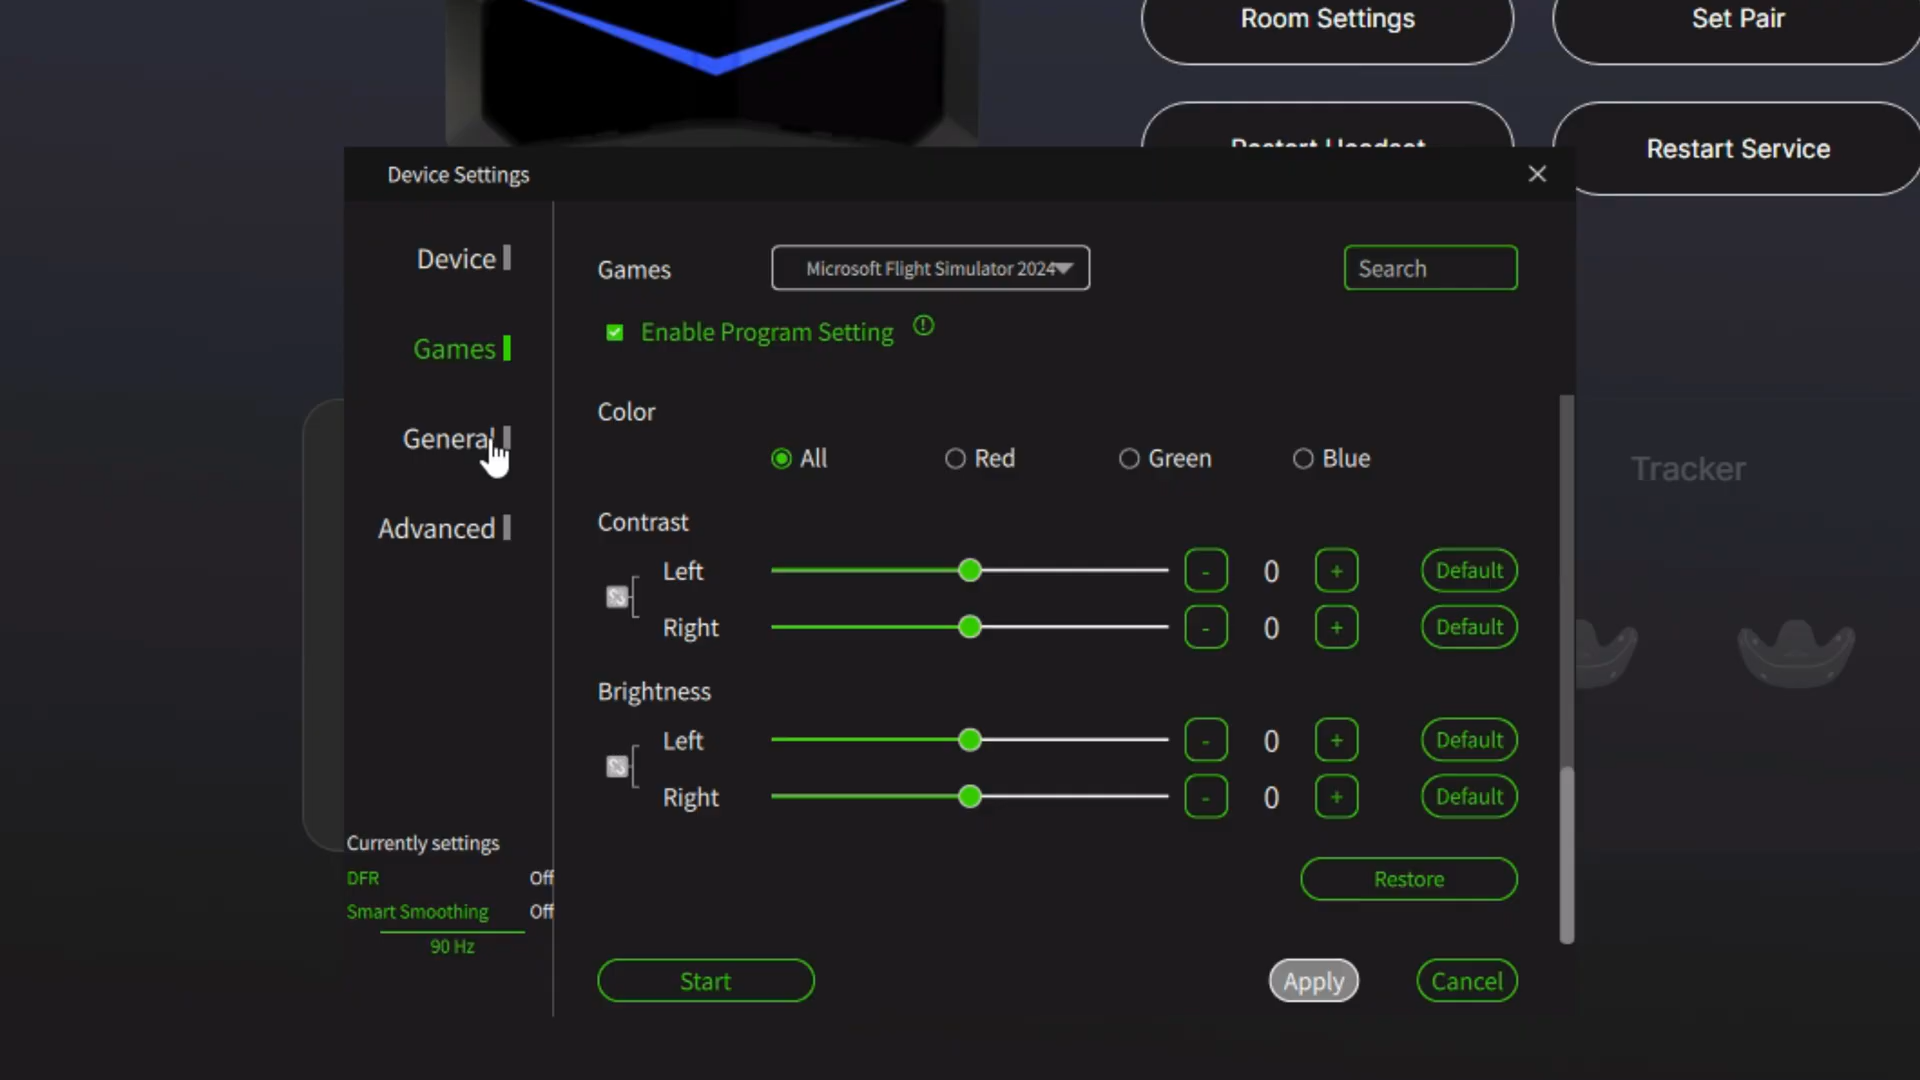 Room Settings
Set Pair
Restart Headset
Restart Service
Device Settings
Device
Games
General
Advanced
Games
Microsoft Flight Simulator 2024
Search
Enable Program Setting
Color
All
Red
Green
Blue
Contrast
Left
- 0 +
Default
Right
- 0 +
Default
Brightness
Left
- 0 +
Default
Right
- 0 +
Default
Restore
Currently settings
DFR Off
Smart Smoothing Off
90 Hz
Start
Apply
Cancel
Tracker